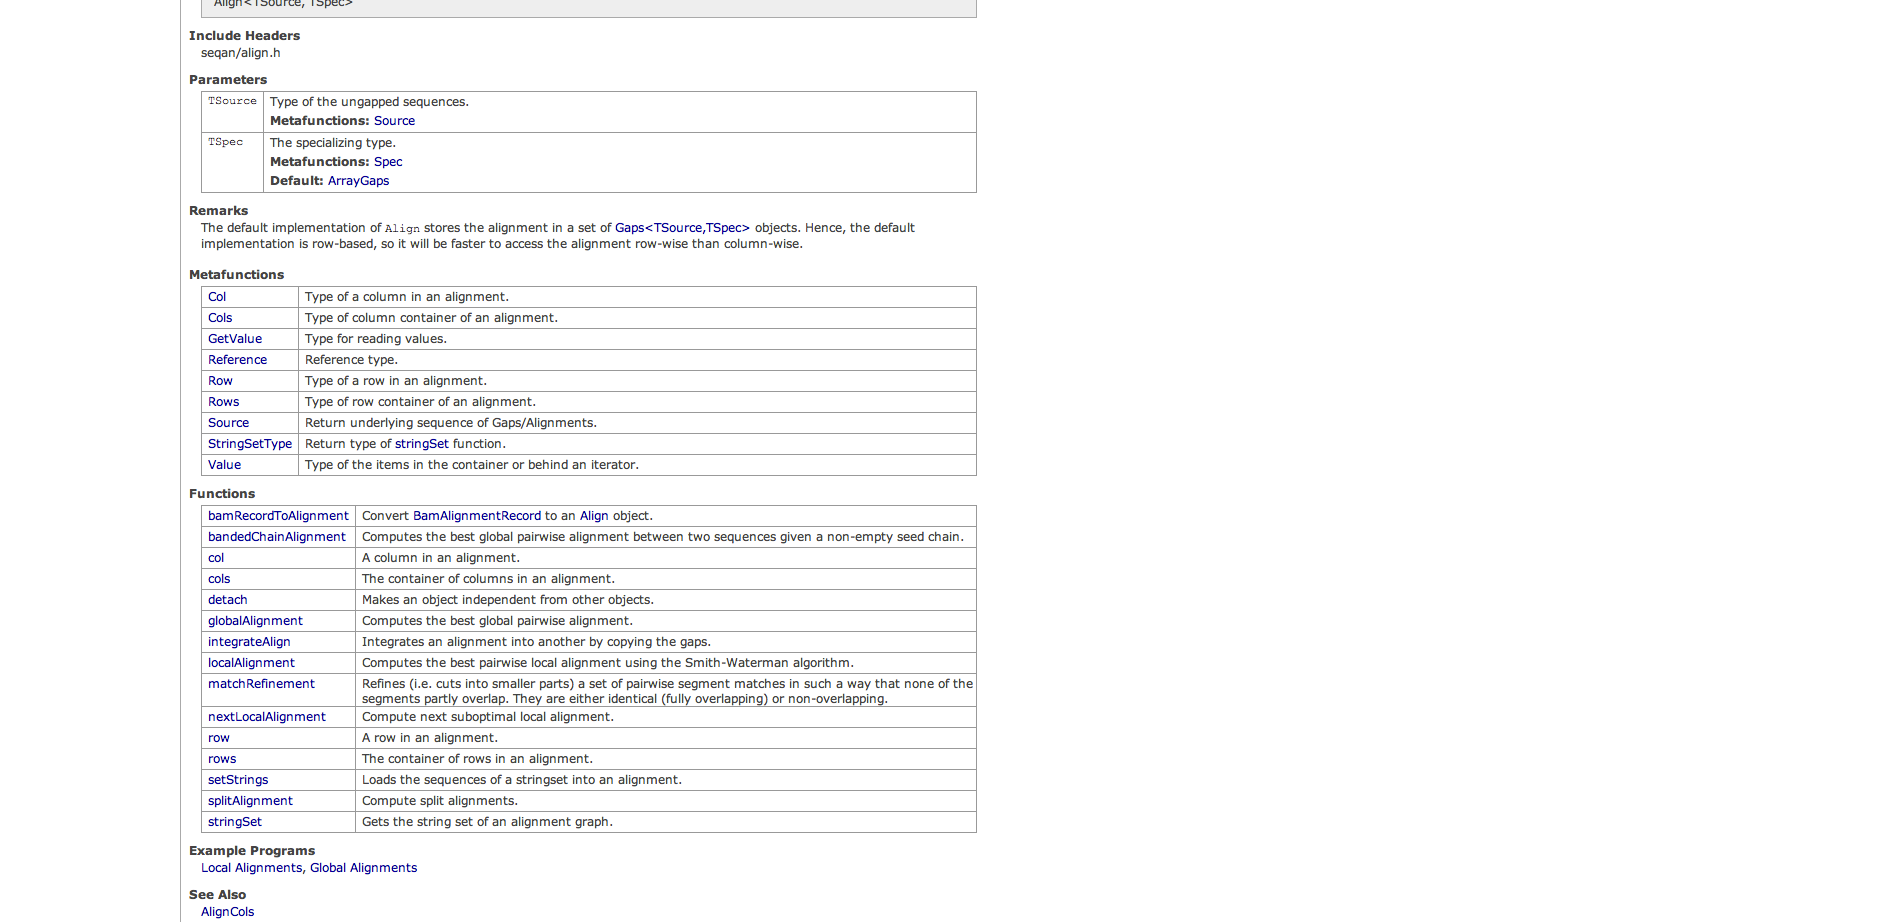 Align<TSource, TSpec>
Include Headers
seqan/align.h
Parameters
TSource Type of the ungapped sequences.
Metafunctions: Source
TSpec The specializing type.
Metafunctions: Spec
Default: ArrayGaps
Remarks
The default implementation of Align stores the alignment in a set of Gaps<TSource,TSpec> objects. Hence, the default
implementation is row-based, so it will be faster to access the alignment row-wise than column-wise.
Metafunctions
Col Type of a column in an alignment.
Cols Type of column container of an alignment.
GetValue Type for reading values.
Reference Reference type.
Row Type of a row in an alignment.
Rows Type of row container of an alignment.
Source Return underlying sequence of Gaps/Alignments.
StringSetType Return type of stringSet function.
Value Type of the items in the container or behind an iterator.
Functions
bamRecordToAlignment Convert BamAlignmentRecord to an Align object.
bandedChainAlignment Computes the best global pairwise alignment between two sequences given a non-empty seed chain.
col A column in an alignment.
cols The container of columns in an alignment.
detach Makes an object independent from other objects.
globalAlignment Computes the best global pairwise alignment.
integrateAlign Integrates an alignment into another by copying the gaps.
localAlignment Computes the best pairwise local alignment using the Smith-Waterman algorithm.
matchRefinement Refines (i.e. cuts into smaller parts) a set of pairwise segment matches in such a way that none of the
segments partly overlap. They are either identical (fully overlapping) or non-overlapping.
nextLocalAlignment Compute next suboptimal local alignment.
row A row in an alignment.
rows The container of rows in an alignment.
setStrings Loads the sequences of a stringset into an alignment.
splitAlignment Compute split alignments.
stringSet Gets the string set of an alignment graph.
Example Programs
Local Alignments, Global Alignments
See Also
AlignCols